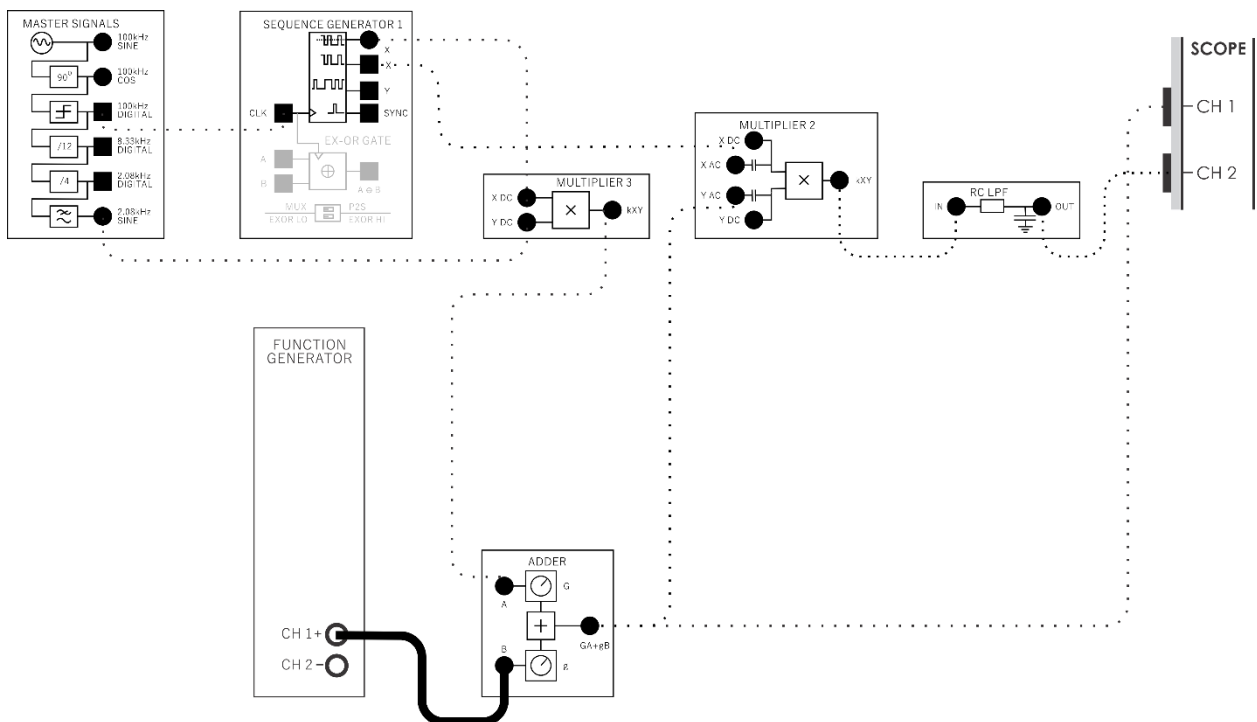 MASTER SIGNALS
100kHz
SINE
100kHz
COS
100kHz
DIGITAL
8.33kHz
DIGITAL
2.08kHz
DIGITAL
2.08kHz
SINE
90°
/12
/4
SEQUENCE GENERATOR 1
X
X
Y
SYNC
CLK
EX-OR GATE
A
B
A⊕B
MUX
P2S
EXOR LO
EXOR HI
MULTIPLIER 3
X DC
Y DC
×
kXY
MULTIPLIER 2
X DC
X AC
Y AC
Y DC
×
kXY
RC LPF
IN
OUT
SCOPE
CH 1
CH 2
FUNCTION
GENERATOR
CH 1+
CH 2-
ADDER
A
G
+
B
g
GA+gB